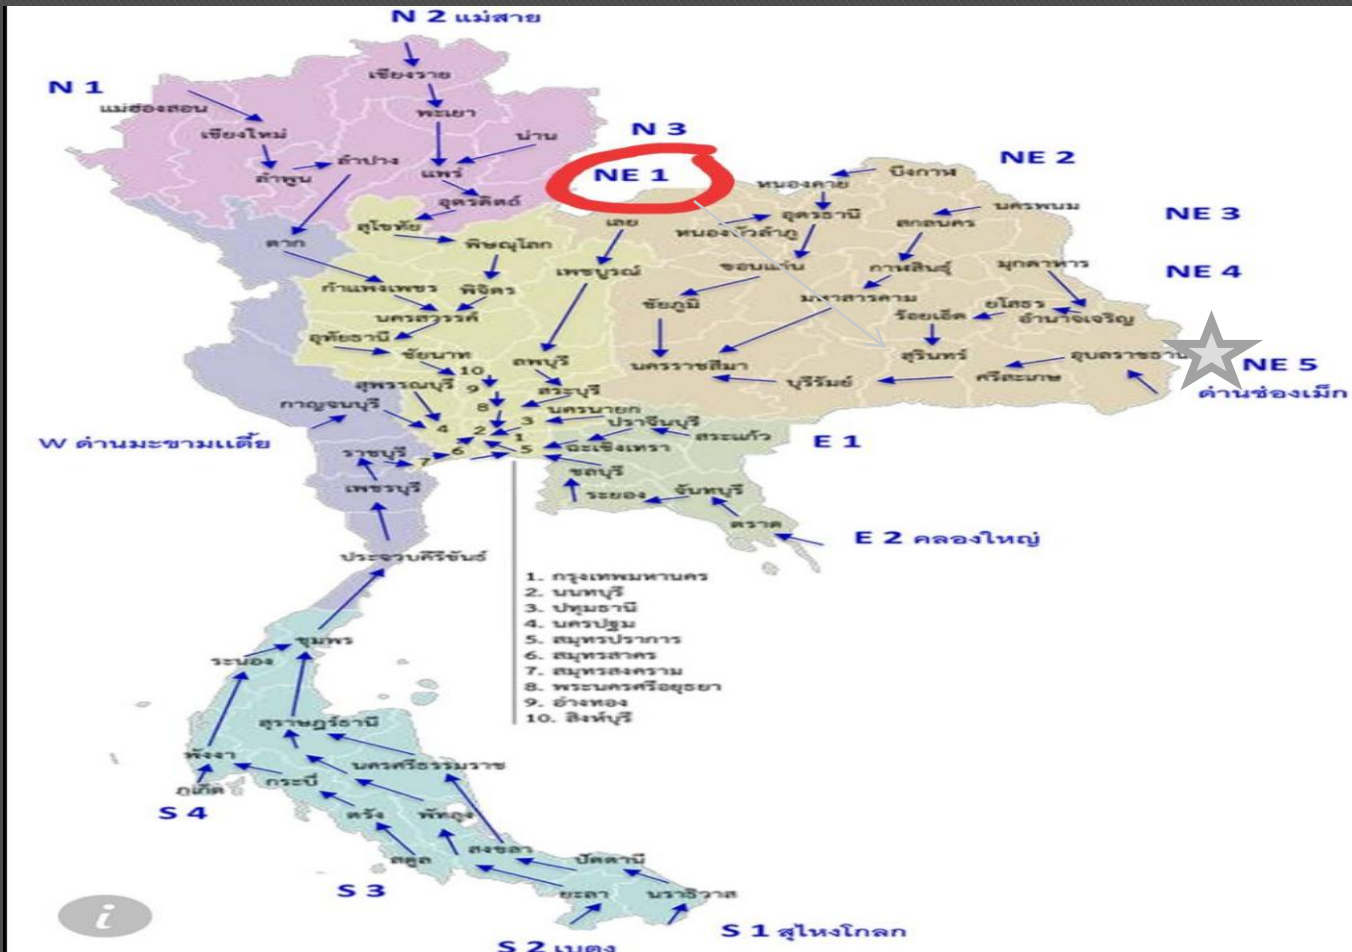 N 2 แม่สาย
N 1
เชียงราย
แม่ฮ่องสอน
พะเยา
เชียงใหม่
น่าน
N 3
ลำปาง
ลำพูน
แพร่
NE 1
NE 2
บึงกาฬ
หนองคาย
อุตรดิตถ์
นครพนม
NE 3
สุโขทัย
เลย
หนองบัวลำภู
อุดรธานี
สกลนคร
ตาก
พิษณุโลก
เพชรบูรณ์
ขอนแก่น
กาฬสินธุ์
มุกดาหาร
NE 4
กำแพงเพชร
พิจิตร
ชัยภูมิ
มหาสารคาม
ยโสธร
นครสวรรค์
ร้อยเอ็ด
อำนาจเจริญ
อุทัยธานี
ชัยนาท
ลพบุรี
นครราชสีมา
สุรินทร์
อุบลราชธานี
NE 5
10
สุพรรณบุรี
9
สระบุรี
บุรีรัมย์
ศรีสะเกษ
ด่านช่องเม็ก
กาญจนบุรี
8
นครนายก
4
2
3
ปราจีนบุรี
1
สระแก้ว
E 1
W ด่านมะขามเตี้ย
ราชบุรี
7
6
5
ฉะเชิงเทรา
ชลบุรี
เพชรบุรี
ระยอง
จันทบุรี
ตราด
E 2 คลองใหญ่
ประจวบคีรีขันธ์
1. กรุงเทพมหานคร
2. นนทบุรี
3. ปทุมธานี
4. นครปฐม
5. สมุทรปราการ
6. สมุทรสาคร
7. สมุทรสงคราม
8. พระนครศรีอยุธยา
9. อ่างทอง
10. สิงห์บุรี
ชุมพร
ระนอง
สุราษฎร์ธานี
พังงา
นครศรีธรรมราช
ภูเก็ต
กระบี่
S 4
ตรัง
พัทลุง
สตูล
สงขลา
ปัตตานี
S 3
ยะลา
นราธิวาส
S 1 สุไหงโกลก
S 2 เบตง
i